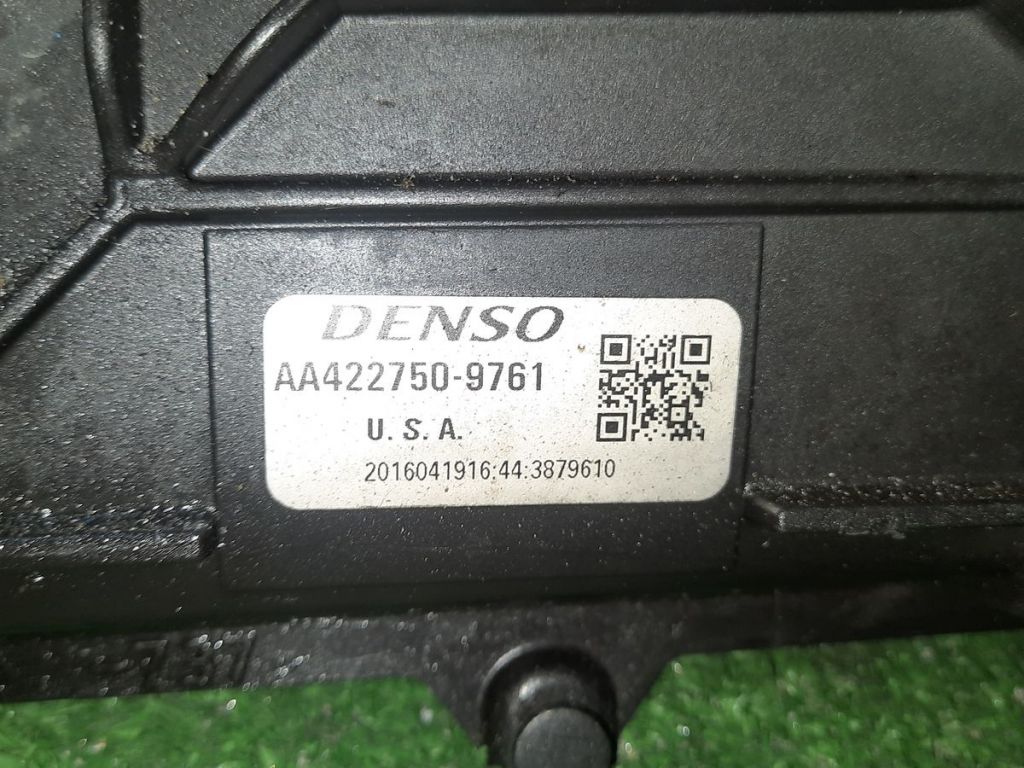 DENSO
AA422750-9761
U. S. A.
2016041916:44:3879610